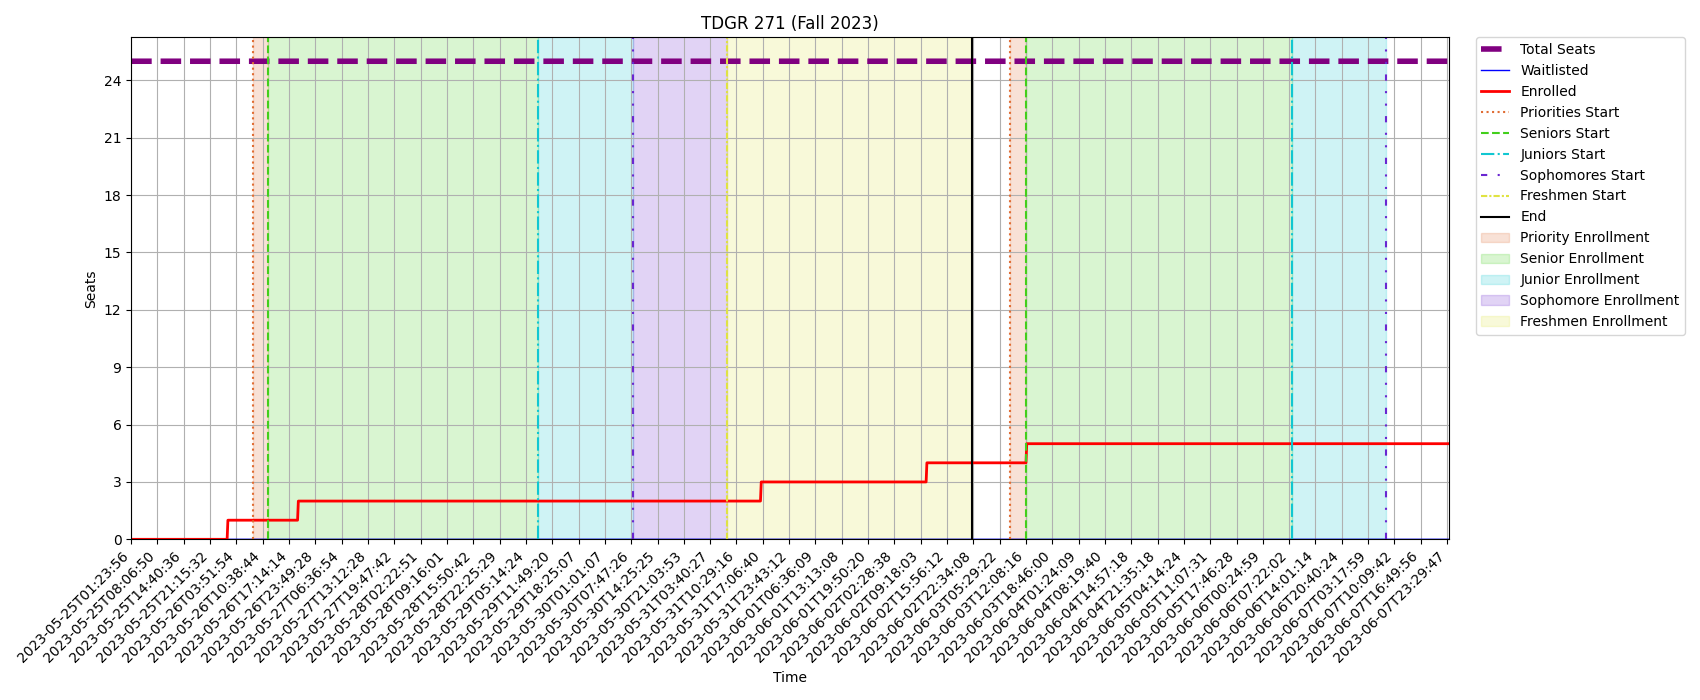 TDGR 271 (Fall 2023)
Seats
24
21
18
15
12
9
6
3
0
2023-05-25T01:23:56
2023-05-25T08:06:50
2023-05-25T14:40:36
2023-05-25T21:15:32
2023-05-26T03:51:54
2023-05-26T10:38:44
2023-05-26T17:14:14
2023-05-26T23:49:28
2023-05-27T06:36:54
2023-05-27T13:12:28
2023-05-27T19:47:42
2023-05-28T02:22:51
2023-05-28T09:16:01
2023-05-28T15:50:42
2023-05-28T22:25:29
2023-05-29T05:14:24
2023-05-29T11:49:20
2023-05-29T18:25:07
2023-05-30T01:01:07
2023-05-30T07:47:26
2023-05-30T14:25:25
2023-05-30T21:03:53
2023-05-31T03:40:27
2023-05-31T10:29:16
2023-05-31T17:06:40
2023-05-31T23:43:12
2023-06-01T06:36:09
2023-06-01T13:13:08
2023-06-01T19:50:20
2023-06-02T02:28:38
2023-06-02T09:18:03
2023-06-02T15:56:12
2023-06-02T22:34:08
2023-06-03T05:29:22
2023-06-03T12:08:16
2023-06-03T18:46:00
2023-06-04T01:24:09
2023-06-04T08:19:40
2023-06-04T14:57:18
2023-06-04T21:35:18
2023-06-05T04:14:24
2023-06-05T11:07:31
2023-06-05T17:46:28
2023-06-06T00:24:59
2023-06-06T07:22:02
2023-06-06T14:01:14
2023-06-06T20:40:24
2023-06-07T03:17:59
2023-06-07T10:09:42
2023-06-07T16:49:56
2023-06-07T23:29:47
Time
Total Seats
Waitlisted
Enrolled
Priorities Start
Seniors Start
Juniors Start
Sophomores Start
Freshmen Start
End
Priority Enrollment
Senior Enrollment
Junior Enrollment
Sophomore Enrollment
Freshmen Enrollment